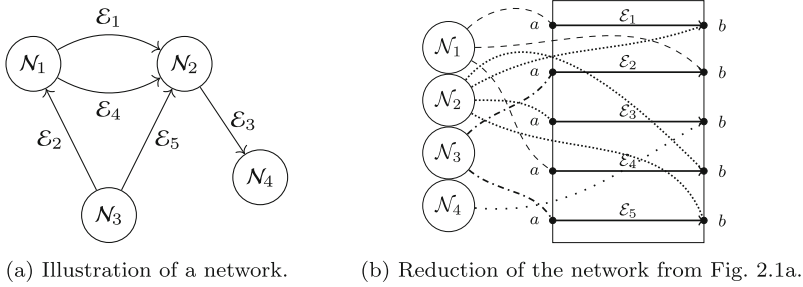 ℰ₁
𝒩₁ 𝒩₂
ℰ₄
ℰ₂ ℰ₅ ℰ₃
𝒩₃ 𝒩₄
(a) Illustration of a network.
𝒩₁
𝒩₂
𝒩₃
𝒩₄
a ℰ₁ b
a ℰ₂ b
a ℰ₃ b
a ℰ₄ b
a ℰ₅ b
(b) Reduction of the network from Fig. 2.1a.